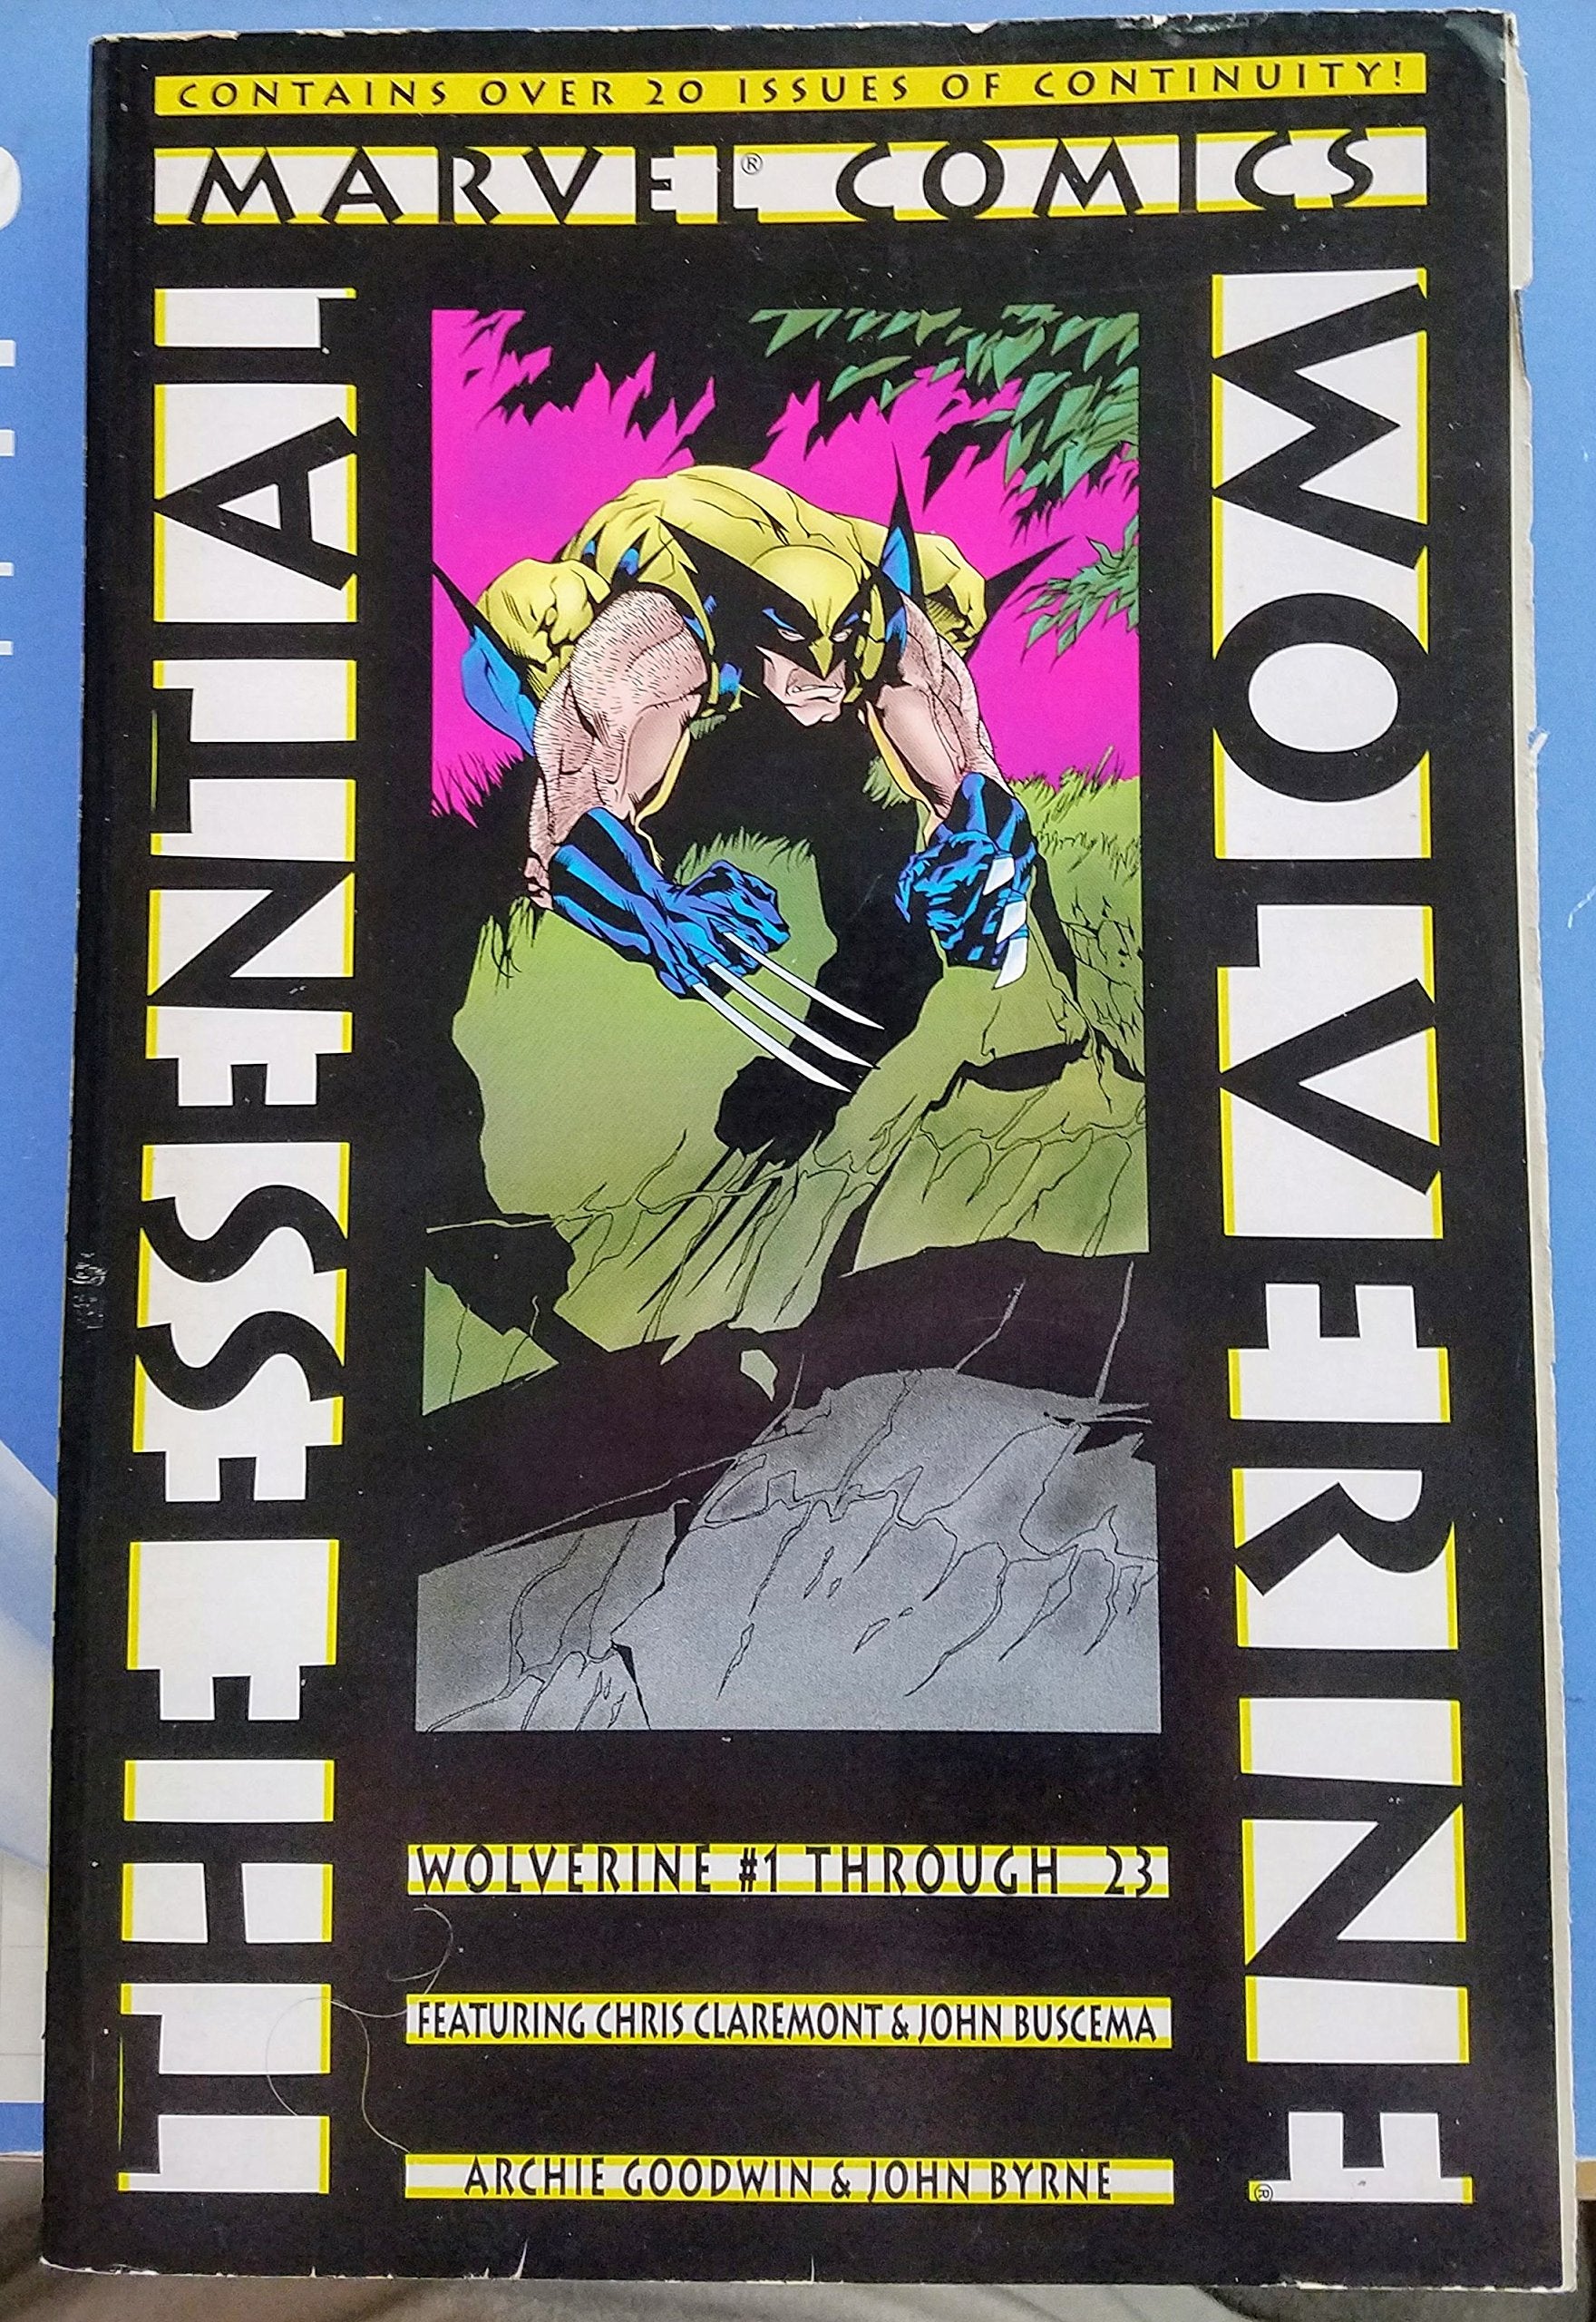 CONTAINS OVER 20 ISSUES OF CONTINUITY!
MARVEL® COMICS
THE ESSENTIAL
WOLVERINE®
WOLVERINE #1 THROUGH 23
FEATURING CHRIS CLAREMONT & JOHN BUSCEMA
ARCHIE GOODWIN & JOHN BYRNE